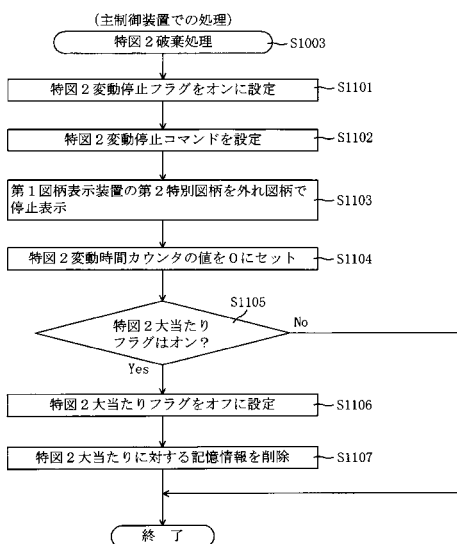 (主制御装置での処理)
特図2破棄処理
S1003
特図2変動停止フラグをオンに設定
S1101
特図2変動停止コマンドを設定
S1102
第1図柄表示装置の第2特別図柄を外れ図柄で
停止表示
S1103
特図2変動時間カウンタの値を0にセット
S1104
S1105
特図2大当たり
フラグはオン?
No
Yes
特図2大当たりフラグをオフに設定
S1106
特図2大当たりに対する記憶情報を削除
S1107
終 了